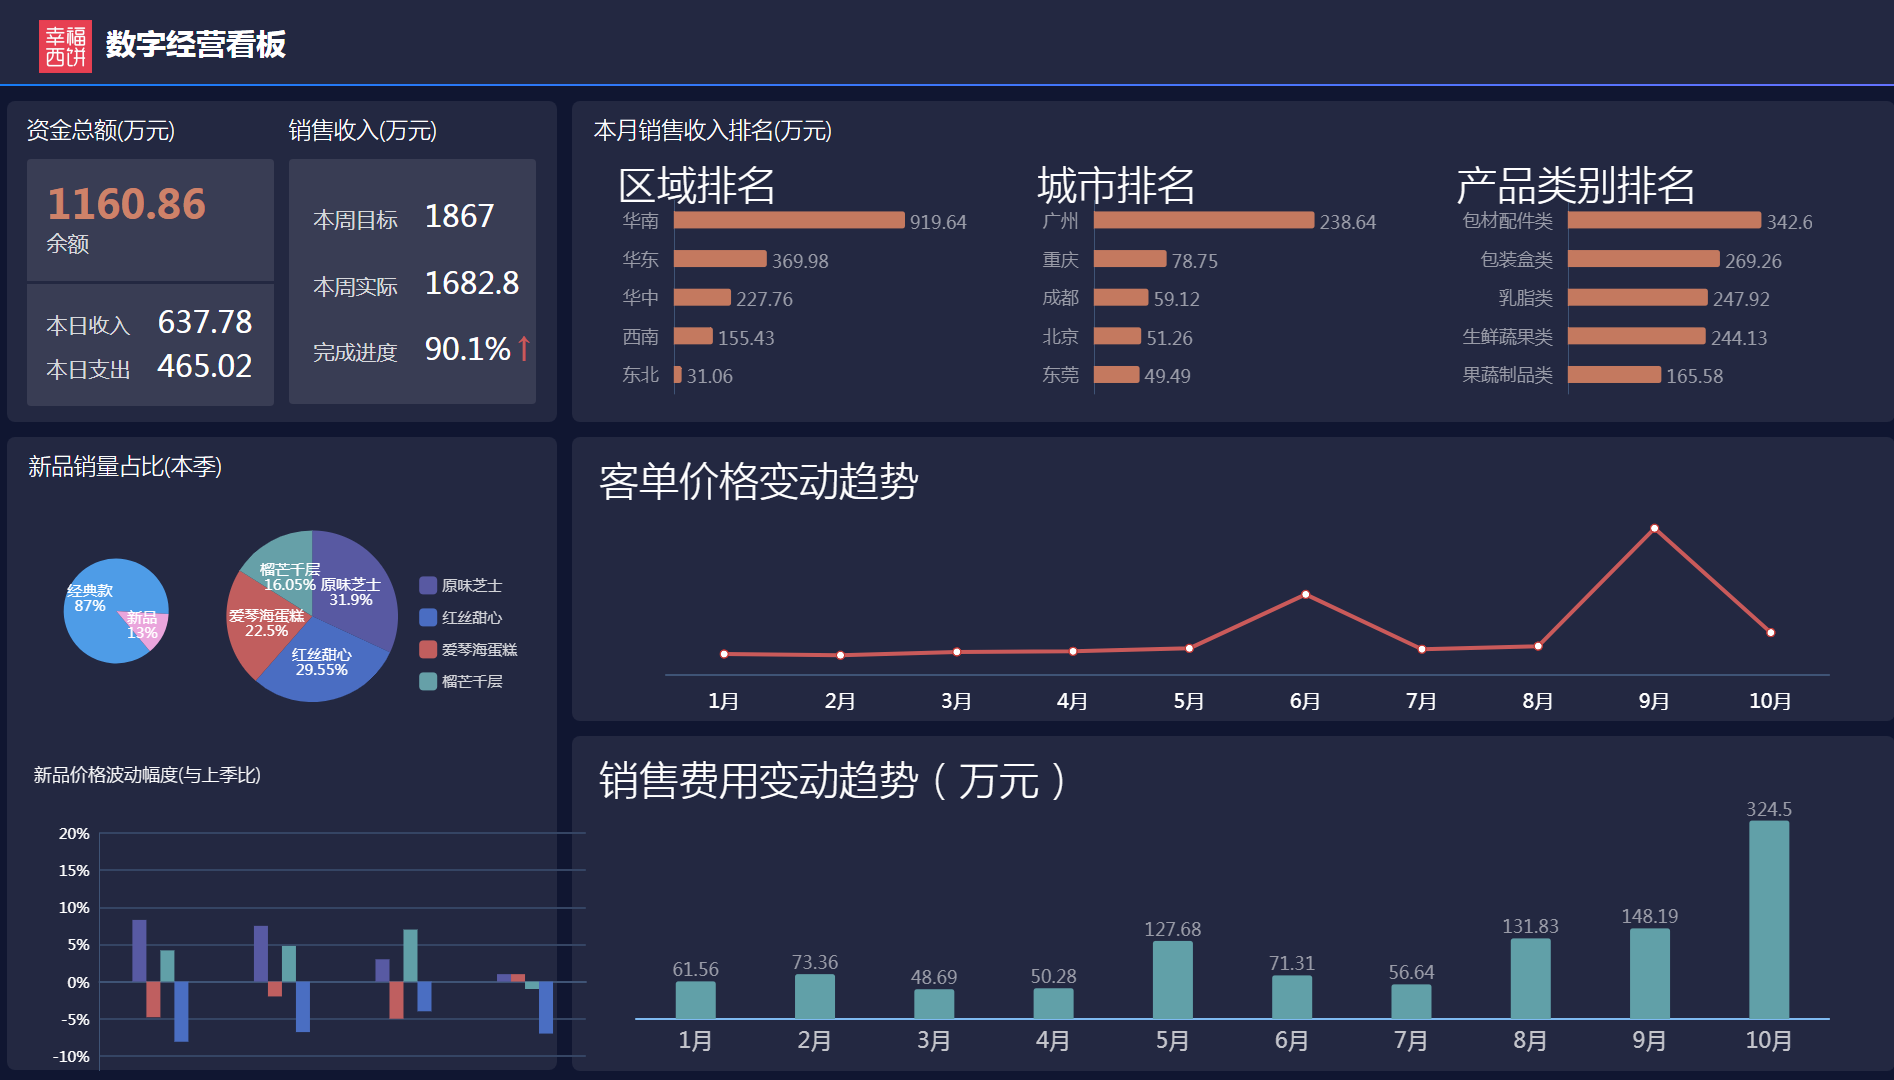 幸福
西饼
数字经营看板
资金总额(万元)
1160.86
余额
本日收入 637.78
本日支出 465.02
销售收入(万元)
本周目标 1867
本周实际 1682.8
完成进度 90.1%↑
本月销售收入排名(万元)
区域排名
华南 919.64
华东 369.98
华中 227.76
西南 155.43
东北 31.06
城市排名
广州 238.64
重庆 78.75
成都 59.12
北京 51.26
东莞 49.49
产品类别排名
包材配件类 342.6
包装盒类 269.26
乳脂类 247.92
生鲜蔬果类 244.13
果蔬制品类 165.58
新品销量占比(本季)
经典款
87%
新品
13%
榴芒千层
16.05%
原味芝士
31.9%
爱琴海蛋糕
22.5%
红丝甜心
29.55%
原味芝士
红丝甜心
爱琴海蛋糕
榴芒千层
新品价格波动幅度(与上季比)
20%
15%
10%
5%
0%
-5%
-10%
客单价格变动趋势
1月 2月 3月 4月 5月 6月 7月 8月 9月 10月
销售费用变动趋势（万元）
61.56 73.36 48.69 50.28 127.68 71.31 56.64 131.83 148.19 324.5
1月 2月 3月 4月 5月 6月 7月 8月 9月 10月